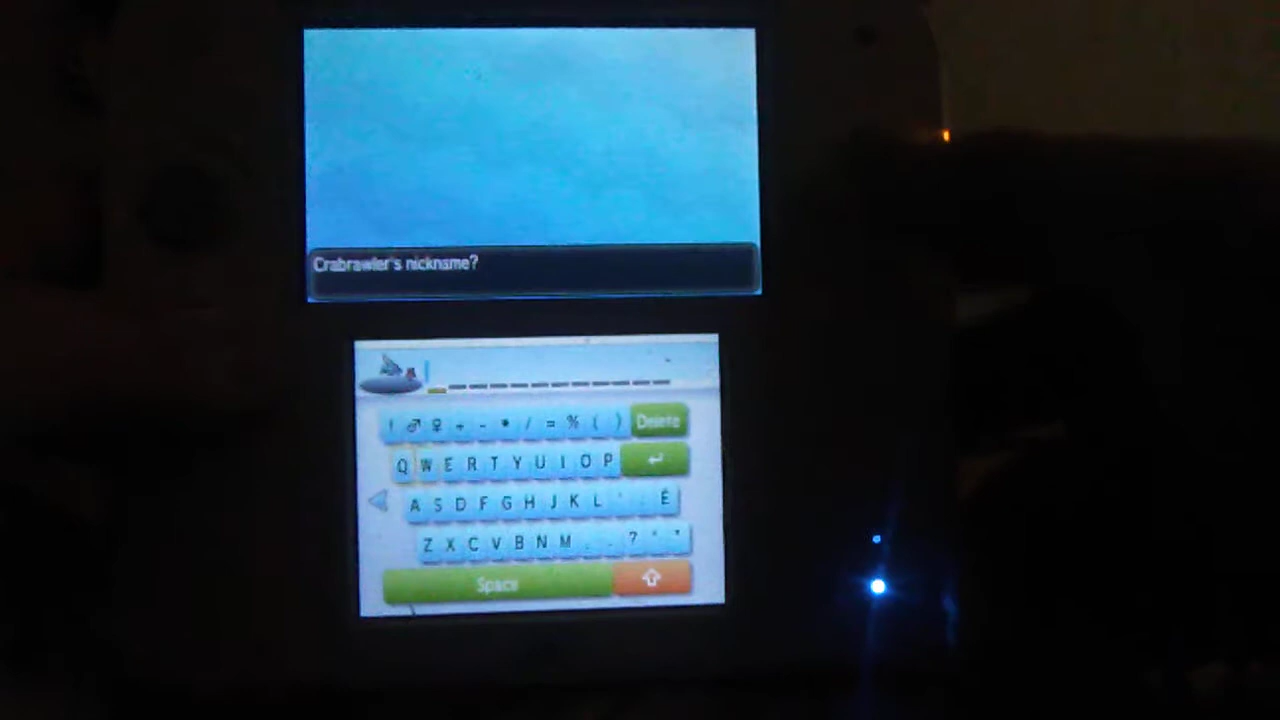 Crabrawler's nickname?
! ♂ ♀ + - * / = % ( ) Delete
Q W E R T Y U I O P ↵
A S D F G H J K L ' É
Z X C V B N M ?
Space